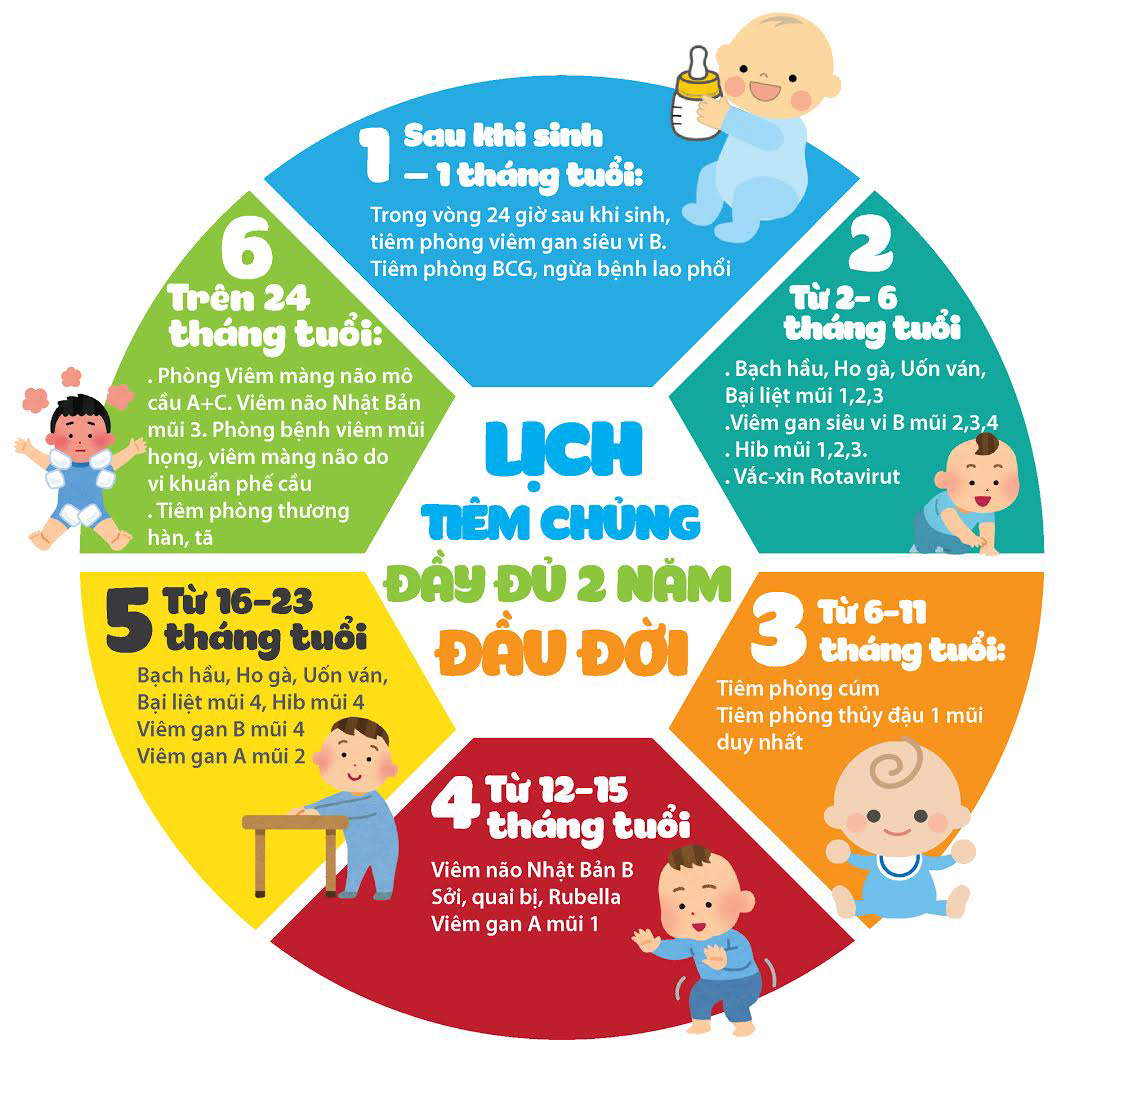 LỊCH
TIÊM CHỦNG
ĐẦY ĐỦ 2 NĂM
ĐẦU ĐỜI
1
Sau khi sinh
– 1 tháng tuổi:
Trong vòng 24 giờ sau khi sinh,
tiêm phòng viêm gan siêu vi B.
Tiêm phòng BCG, ngừa bệnh lao phổi
2
Từ 2- 6
tháng tuổi
. Bạch hầu, Ho gà, Uốn ván,
Bại liệt mũi 1,2,3
.Viêm gan siêu vi B mũi 2,3,4
. Hib mũi 1,2,3.
. Vắc-xin Rotavirut
3
Từ 6-11
tháng tuổi:
Tiêm phòng cúm
Tiêm phòng thủy đậu 1 mũi
duy nhất
4
Từ 12-15
tháng tuổi
Viêm não Nhật Bản B
Sởi, quai bị, Rubella
Viêm gan A mũi 1
5
Từ 16-23
tháng tuổi
Bạch hầu, Ho gà, Uốn ván,
Bại liệt mũi 4, Hib mũi 4
Viêm gan B mũi 4
Viêm gan A mũi 2
6
Trên 24
tháng tuổi:
. Phòng Viêm màng não mô
cầu A+C. Viêm não Nhật Bản
mũi 3. Phòng bệnh viêm mũi
họng, viêm màng não do
vi khuẩn phế cầu
. Tiêm phòng thương
hàn, tã